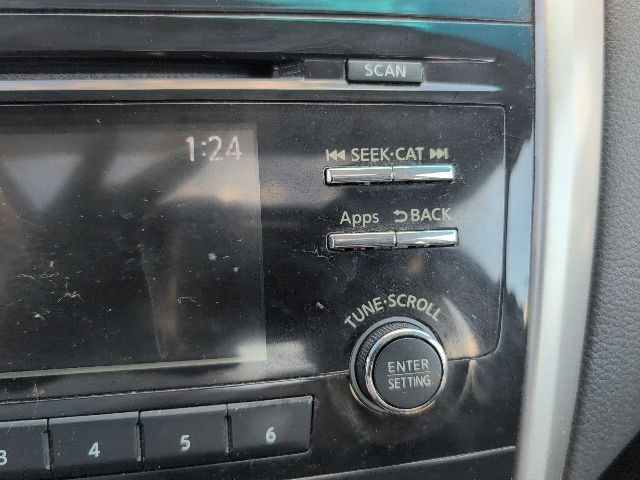 SCAN
1:24
SEEK·CAT
Apps BACK
TUNE·SCROLL
ENTER
SETTING
3 4 5 6